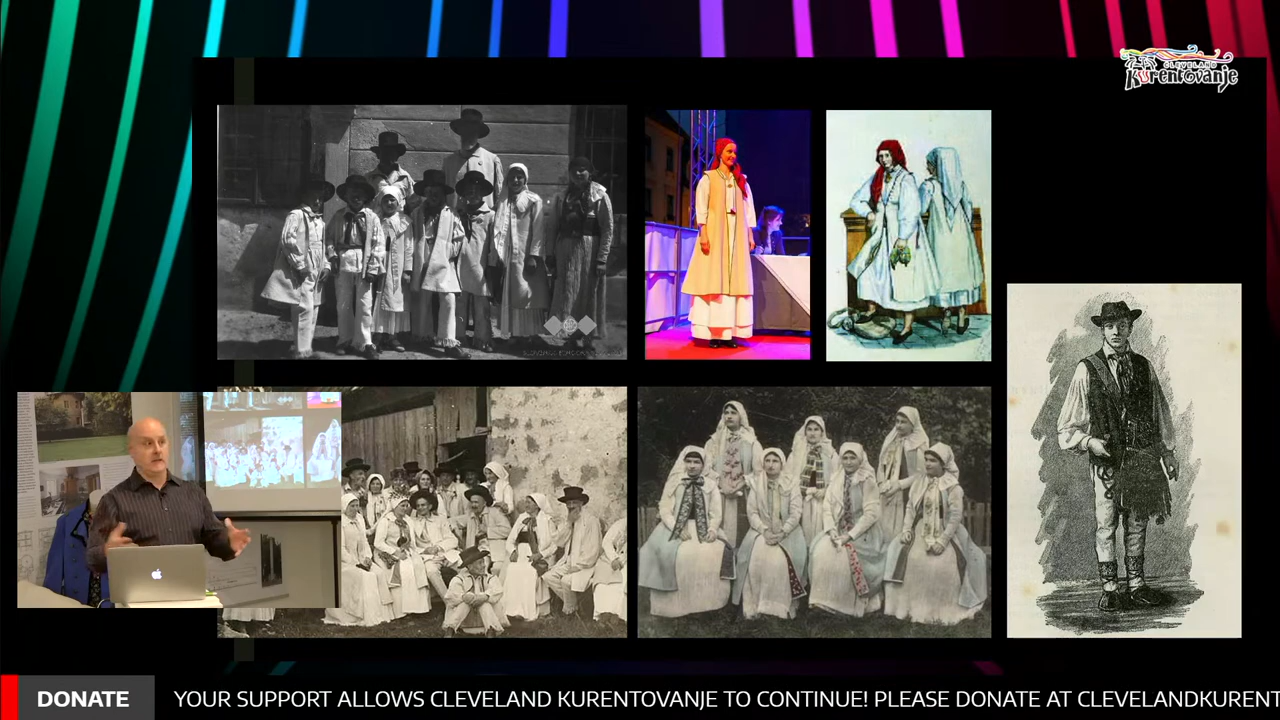 CLEVELAND
Kurentovanje
DONATE
YOUR SUPPORT ALLOWS CLEVELAND KURENTOVANJE TO CONTINUE! PLEASE DONATE AT CLEVELANDKURENT